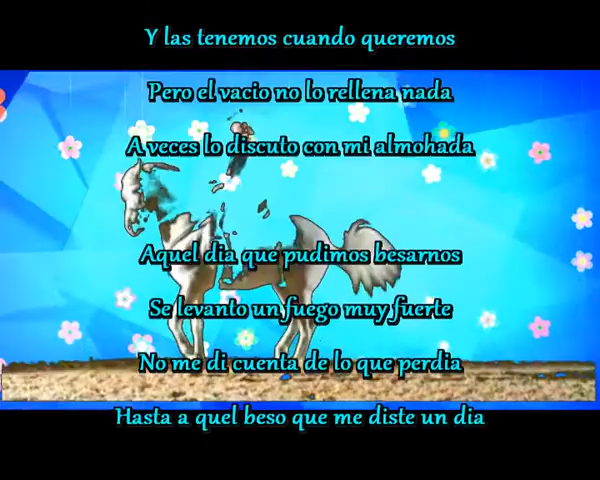 Y las tenemos cuando queremos
Pero el vacio no lo rellena nada
A veces lo discuto con mi almohada
Aquel dia que pudimos besarnos
Se levanto un fuego muy fuerte
No me di cuenta de lo que perdia
Hasta a quel beso que me diste un dia